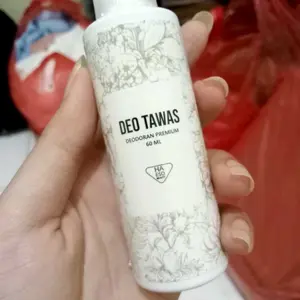 DEO TAWAS
DEODORAN PREMIUM
60 ML